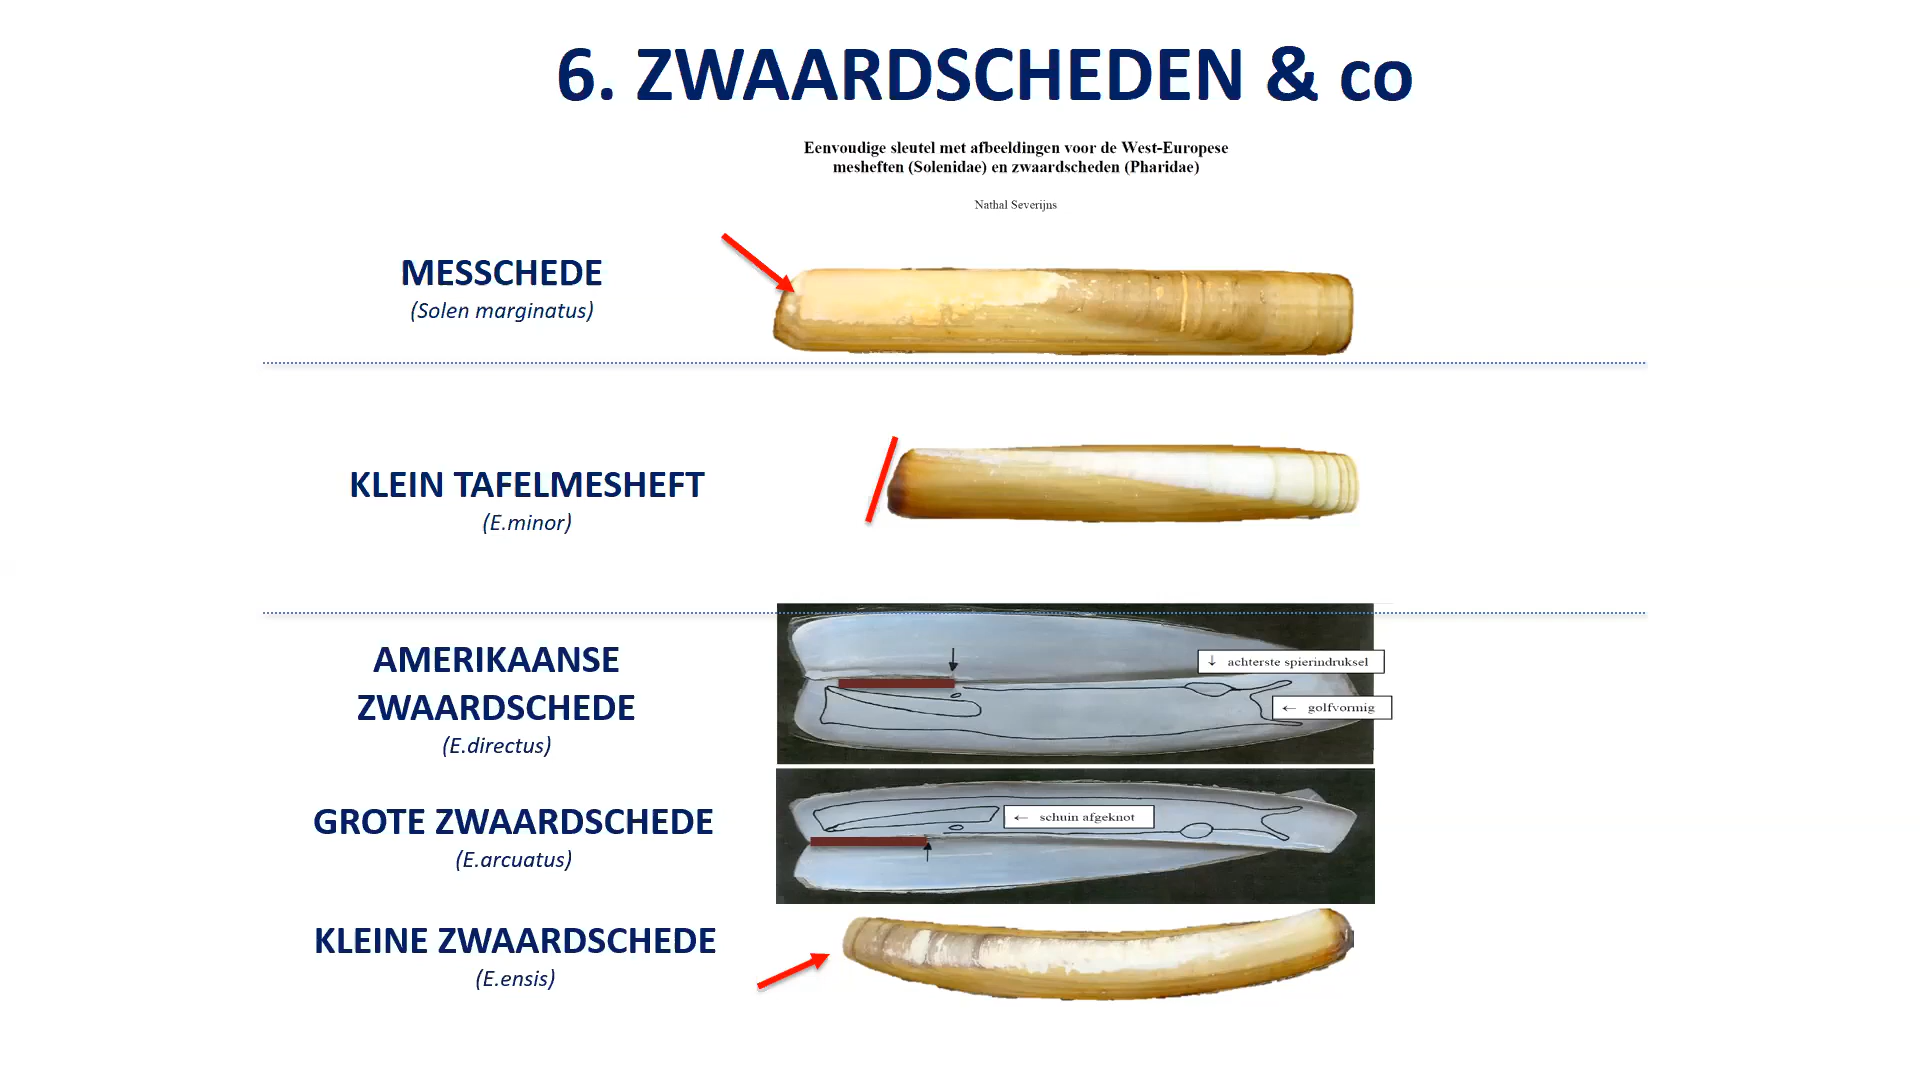 6. ZWAARDSCHEDEN & co
Eenvoudige sleutel met afbeeldingen voor de West-Europese
mesheften (Solenidae) en zwaardscheden (Pharidae)
Nathal Severijns
MESSCHEDE
(Solen marginatus)
KLEIN TAFELMESHEFT
(E.minor)
AMERIKAANSE
ZWAARDSCHEDE
(E.directus)
↓ achterste spierindruksel
← golfvormig
GROTE ZWAARDSCHEDE
(E.arcuatus)
← schuin afgeknot
KLEINE ZWAARDSCHEDE
(E.ensis)